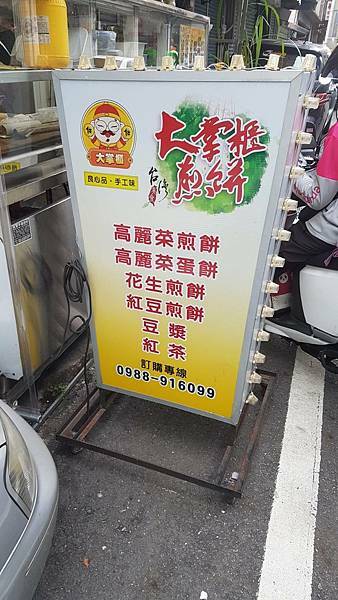 大掌櫃
良心品、手工味
大掌櫃
台灣
煎餅
高麗菜煎餅
高麗菜蛋餅
花生煎餅
紅豆煎餅
豆漿
紅茶
訂購專線
0988-916099